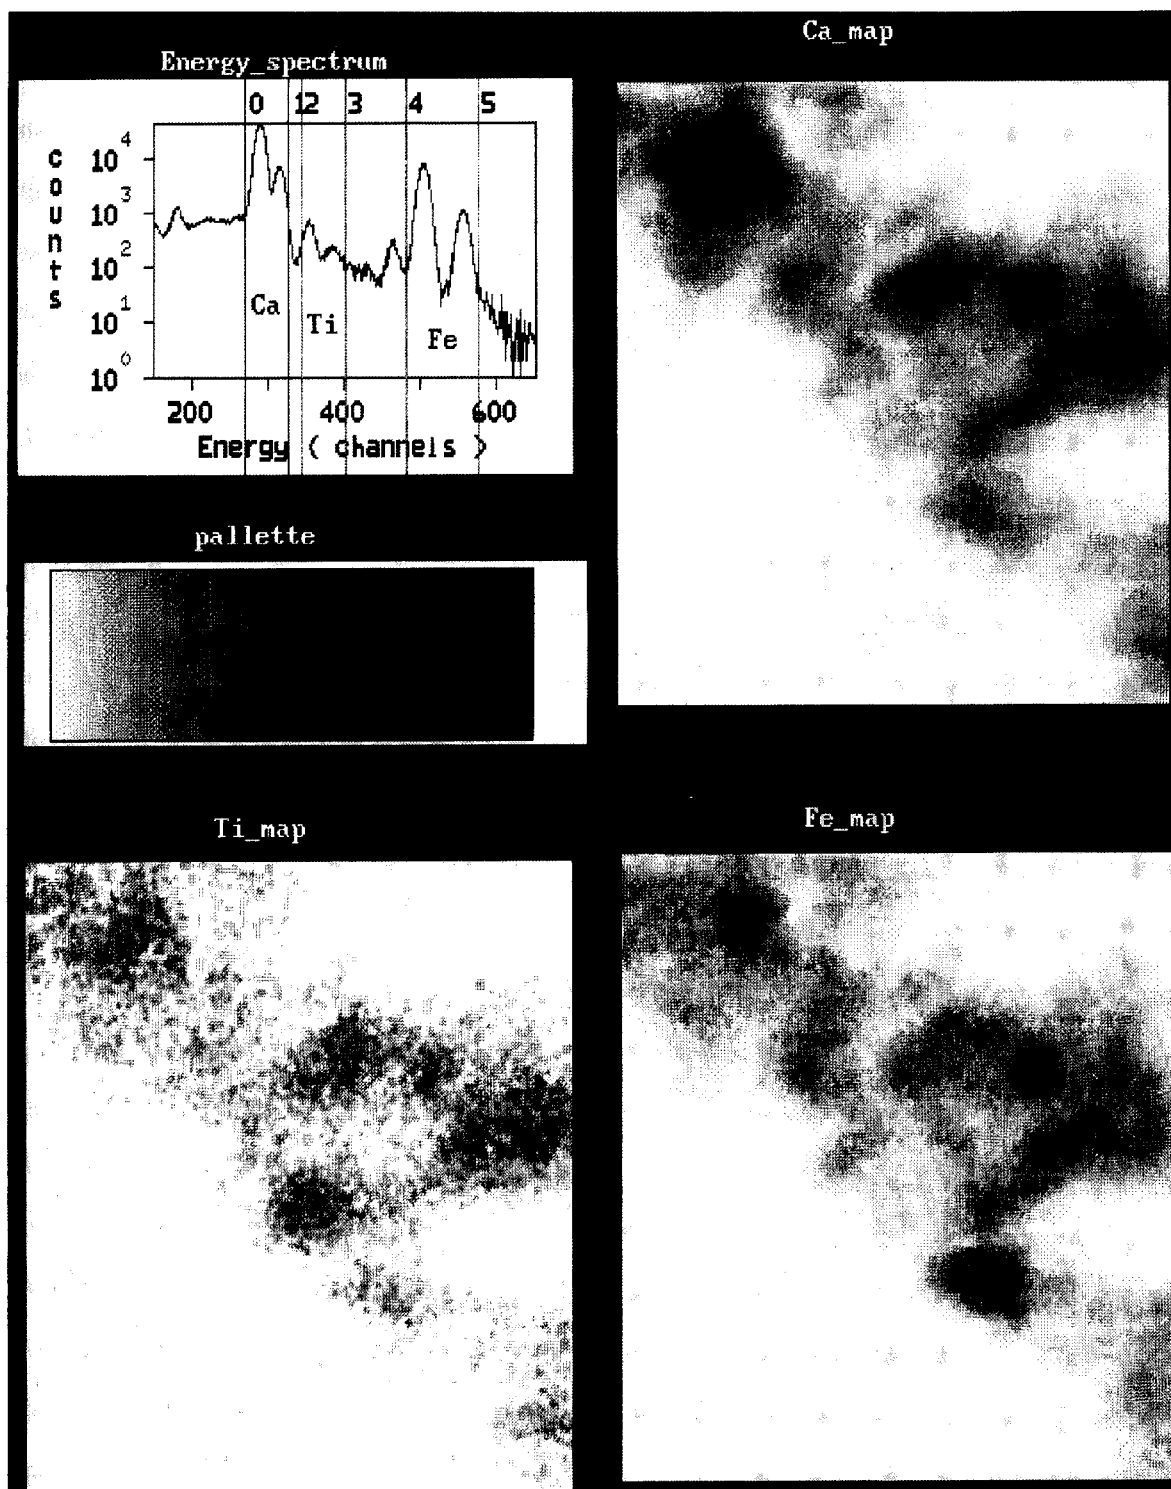 Ca_map
Energy_spectrum
0 12 3 4 5
Counts
10^4
10^3
10^2
10^1
10^0
Ca
Ti
Fe
200 400 600
Energy ( channels )
pallette
Ti_map
Fe_map